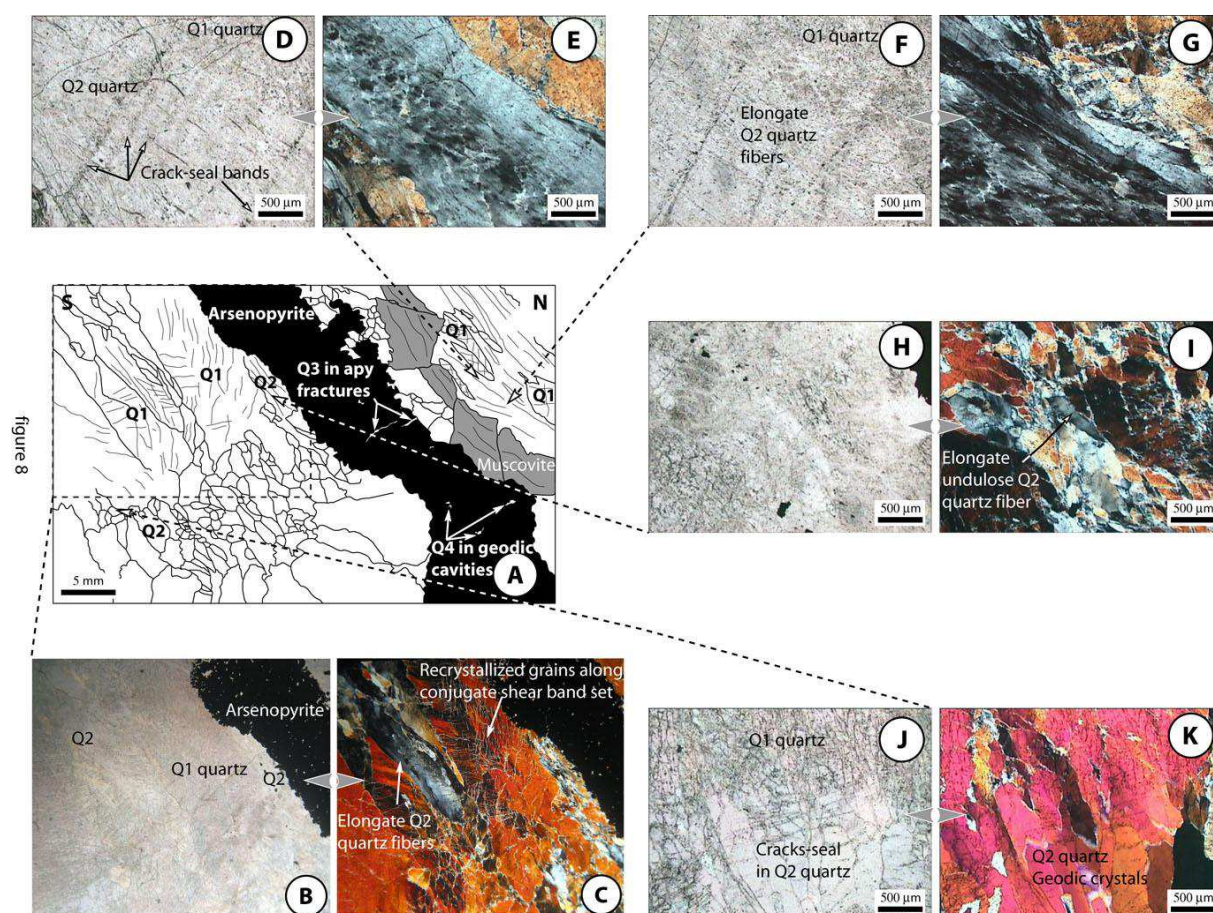 Q1 quartz
D
Q2 quartz
Crack-seal bands
500 µm
E
500 µm
Q1 quartz
F
Elongate
Q2 quartz
fibers
500 µm
G
500 µm
S
N
Arsenopyrite
Q1
Q1
Q3 in apy
fractures
Q2
Q1
Q1
Muscovite
Q2
Q4 in geodic
cavities
A
5 mm
figure 8
H
500 µm
I
Elongate
undulose Q2
quartz fiber
500 µm
Arsenopyrite
Q2
Q1 quartz
Q2
B
Recrystallized grains along
conjugate shear band set
Elongate Q2
quartz fibers
C
Q1 quartz
J
Cracks-seal
in Q2 quartz
500 µm
K
Q2 quartz
Geodic crystals
500 µm